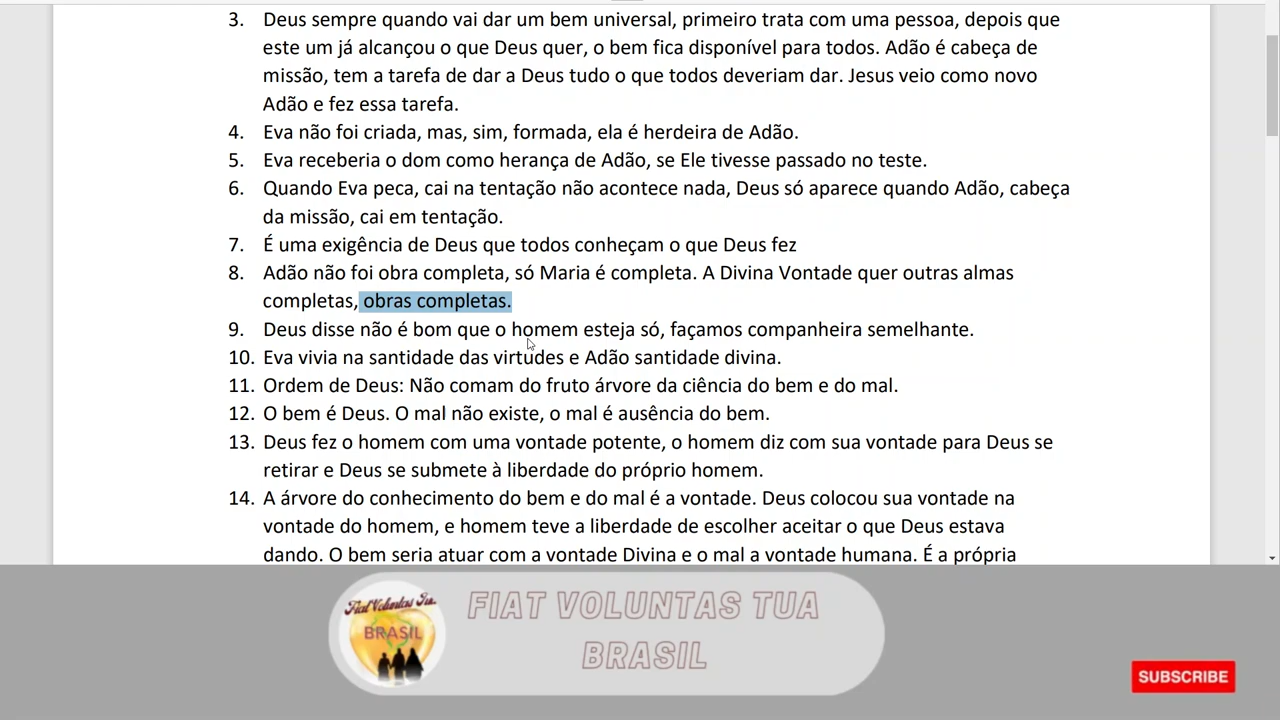 3. Deus sempre quando vai dar um bem universal, primeiro trata com uma pessoa, depois que
este um já alcançou o que Deus quer, o bem fica disponível para todos. Adão é cabeça de
missão, tem a tarefa de dar a Deus tudo o que todos deveriam dar. Jesus veio como novo
Adão e fez essa tarefa.
4. Eva não foi criada, mas, sim, formada, ela é herdeira de Adão.
5. Eva receberia o dom como herança de Adão, se Ele tivesse passado no teste.
6. Quando Eva peca, cai na tentação não acontece nada, Deus só aparece quando Adão, cabeça
da missão, cai em tentação.
7. É uma exigência de Deus que todos conheçam o que Deus fez
8. Adão não foi obra completa, só Maria é completa. A Divina Vontade quer outras almas
completas, obras completas.
9. Deus disse não é bom que o homem esteja só, façamos companheira semelhante.
10. Eva vivia na santidade das virtudes e Adão santidade divina.
11. Ordem de Deus: Não comam do fruto árvore da ciência do bem e do mal.
12. O bem é Deus. O mal não existe, o mal é ausência do bem.
13. Deus fez o homem com uma vontade potente, o homem diz com sua vontade para Deus se
retirar e Deus se submete à liberdade do próprio homem.
14. A árvore do conhecimento do bem e do mal é a vontade. Deus colocou sua vontade na
vontade do homem, e homem teve a liberdade de escolher aceitar o que Deus estava
dando. O bem seria atuar com a vontade Divina e o mal a vontade humana. É a própria
Fiat Voluntas Tua
BRASIL
FIAT VOLUNTAS TUA
BRASIL
SUBSCRIBE